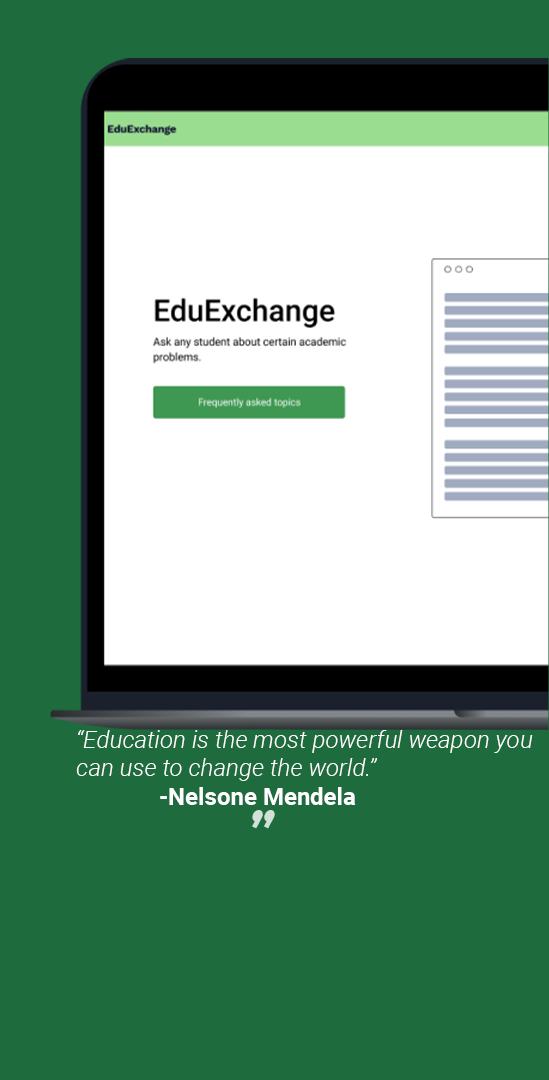 EduExchange
EduExchange
Ask any student about certain academic
problems.
Frequently asked topics
“Education is the most powerful weapon you
can use to change the world.”
-Nelsone Mendela
”